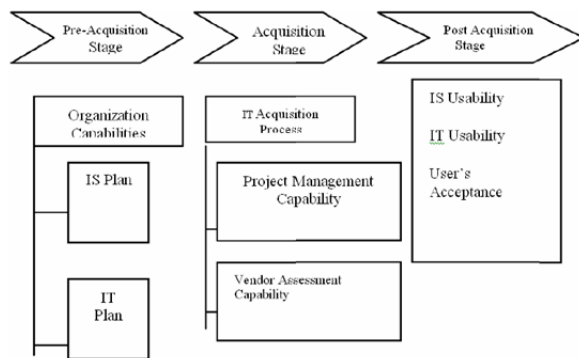 Pre-Acquisition
Stage
Acquisition
Stage
Post Acquisition
Stage
Organization
Capabilities
IS Plan
IT
Plan
IT Acquisition
Process
Project Management
Capability
Vendor Assessment
Capability
IS Usability
IT Usability
User's
Acceptance